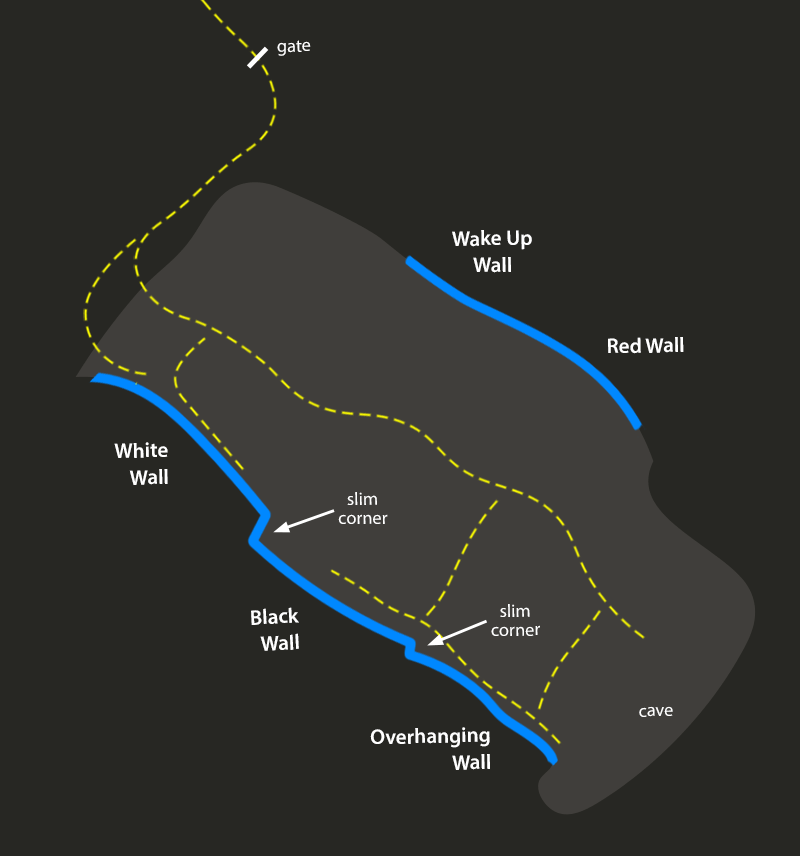 gate
Wake Up
Wall
Red Wall
White
Wall
slim
corner
Black
Wall
slim
corner
cave
Overhanging
Wall